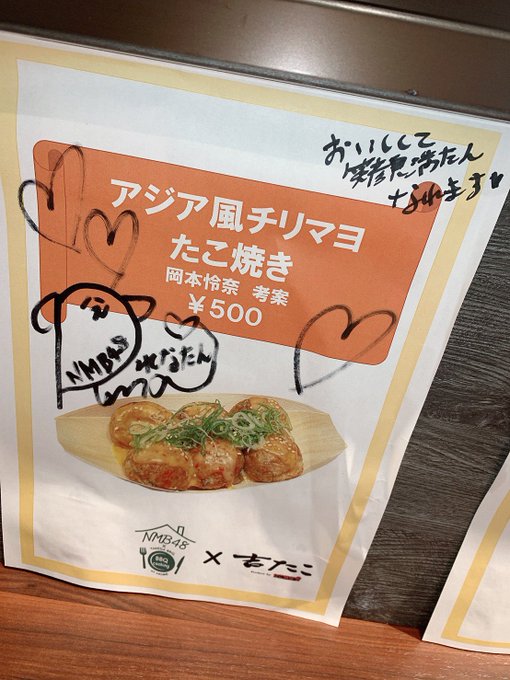 おいしくて
笑顔満たん
なれます
アジア風チリマヨ
たこ焼き
岡本怜奈 考案
¥500
NMB48
れなたん
NMB48
BBQ
×
吉たこ